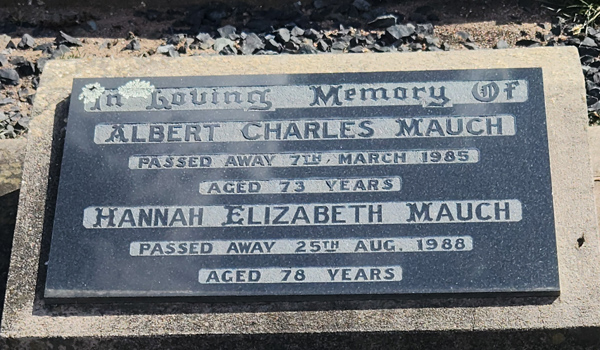 In Loving Memory Of
ALBERT CHARLES MAUCH
PASSED AWAY 7TH. MARCH 1985
AGED 73 YEARS
HANNAH ELIZABETH MAUCH
PASSED AWAY 25TH AUG. 1988
AGED 78 YEARS